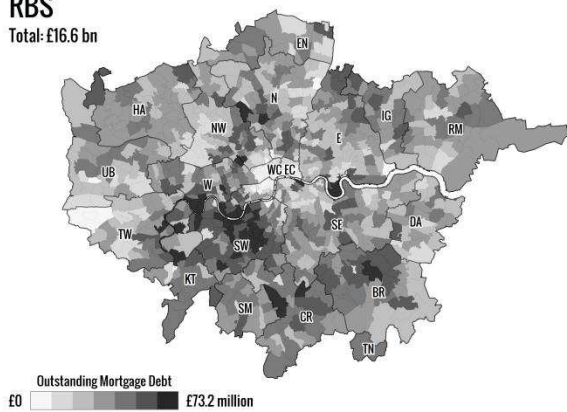 RBS
Total: £16.6 bn
EN
HA
N
IG
RM
NW
E
UB
WC EC
W
TW
SW
SE
DA
KT
SM
CR
BR
TN
Outstanding Mortgage Debt
£0 £73.2 million